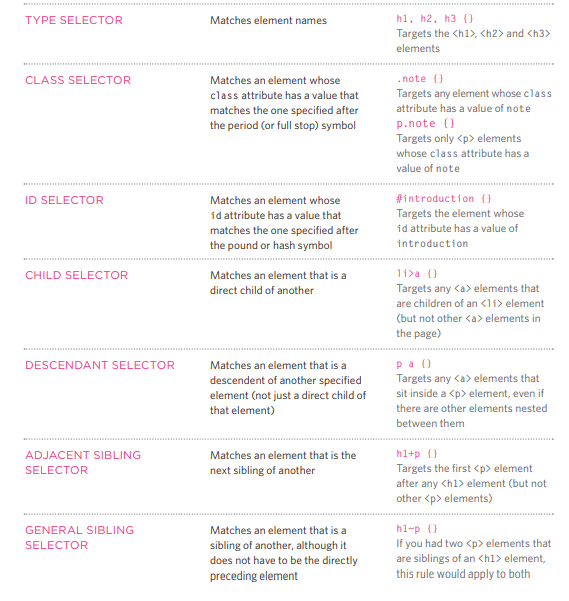 TYPE SELECTOR
Matches element names
h1, h2, h3 {}
Targets the <h1>, <h2> and <h3>
elements
CLASS SELECTOR
Matches an element whose
class attribute has a value that
matches the one specified after
the period (or full stop) symbol
.note {}
Targets any element whose class
attribute has a value of note
p.note {}
Targets only <p> elements
whose class attribute has a
value of note
ID SELECTOR
Matches an element whose
id attribute has a value that
matches the one specified after
the pound or hash symbol
#introduction {}
Targets the element whose
id attribute has a value of
introduction
CHILD SELECTOR
Matches an element that is a
direct child of another
li>a {}
Targets any <a> elements that
are children of an <li> element
(but not other <a> elements in
the page)
DESCENDANT SELECTOR
Matches an element that is a
descendent of another specified
element (not just a direct child of
that element)
p a {}
Targets any <a> elements that
sit inside a <p> element, even if
there are other elements nested
between them
ADJACENT SIBLING
SELECTOR
Matches an element that is the
next sibling of another
h1+p {}
Targets the first <p> element
after any <h1> element (but not
other <p> elements)
GENERAL SIBLING
SELECTOR
Matches an element that is a
sibling of another, although it
does not have to be the directly
preceding element
h1~p {}
If you had two <p> elements that
are siblings of an <h1> element,
this rule would apply to both